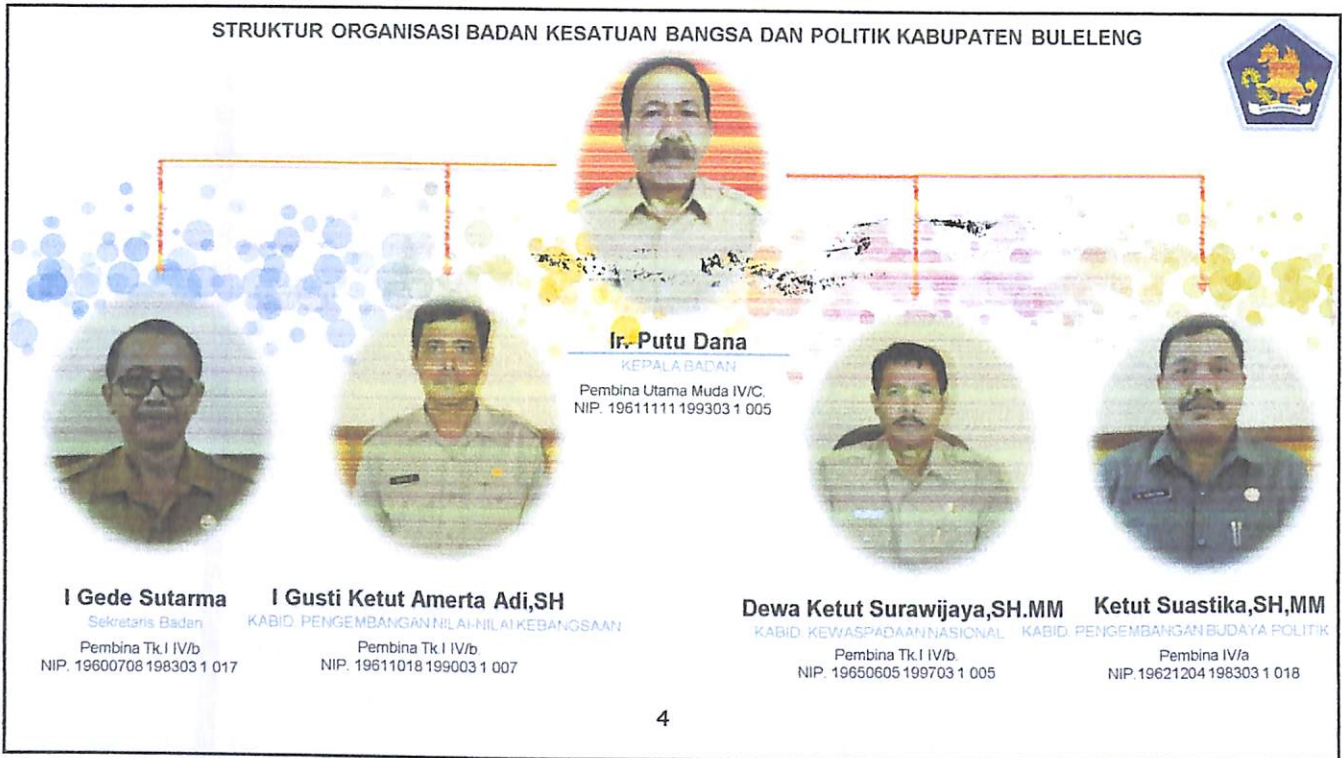 STRUKTUR ORGANISASI BADAN KESATUAN BANGSA DAN POLITIK KABUPATEN BULELENG
Ir. Putu Dana
KEPALA BADAN
Pembina Utama Muda IV/C.
NIP. 19611111 199303 1 005
I Gede Sutarma
Sekretaris Badan
Pembina Tk.I IV/b
NIP. 19600708 198303 1 017
I Gusti Ketut Amerta Adi,SH
KABID. PENGEMBANGAN NILAI-NILAI KEBANGSAAN
Pembina Tk.I IV/b.
NIP. 19611018 199003 1 007
Dewa Ketut Surawijaya,SH.MM
KABID. KEWASPADAAN NASIONAL
Pembina Tk.I IV/b.
NIP. 19650605 199703 1 005
Ketut Suastika,SH,MM
KABID. PENGEMBANGAN BUDAYA POLITIK
Pembina IV/a
NIP.19621204 198303 1 018
4